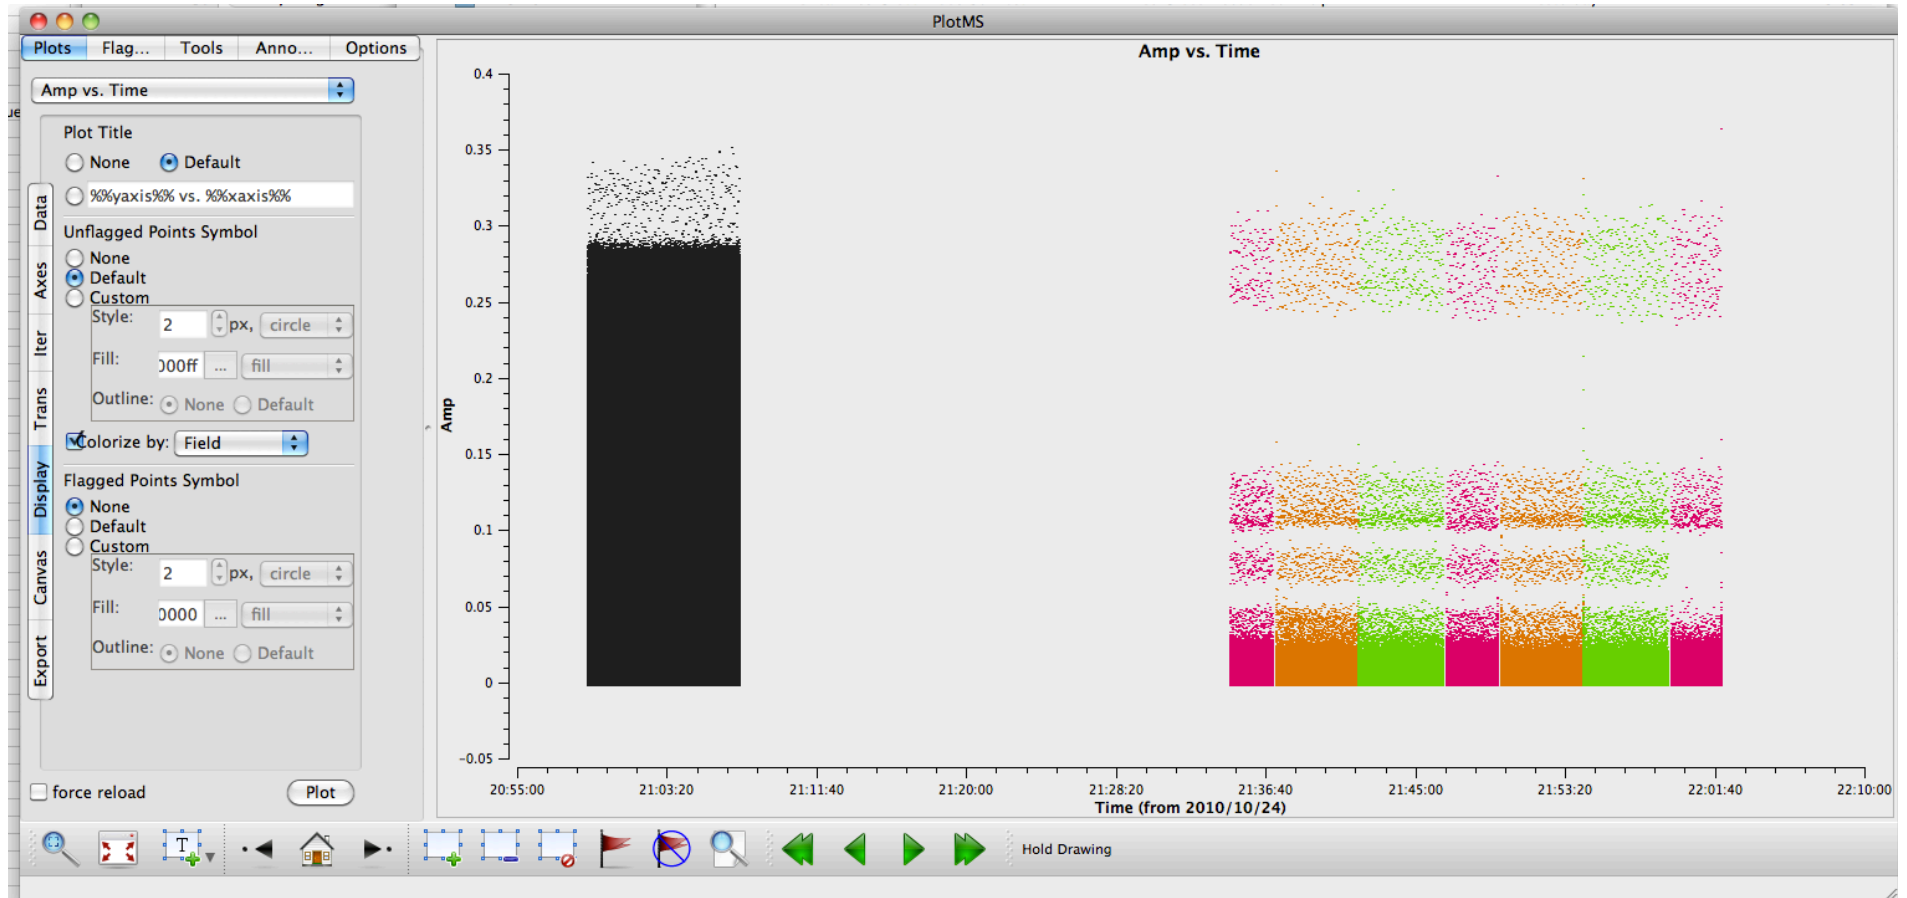 PlotMS
Plots Flag... Tools Anno... Options
Amp vs. Time
Plot Title
None Default
%%yaxis%% vs. %%xaxis%%
Unflagged Points Symbol
None
Default
Custom
Style: 2 px, circle
Fill: 000ff ... fill
Outline: None Default
Colorize by: Field
Flagged Points Symbol
None
Default
Custom
Style: 2 px, circle
Fill: 0000 ... fill
Outline: None Default
Data
Axes
Iter
Trans
Display
Canvas
Export
force reload Plot
Amp vs. Time
0.4
0.35
0.3
0.25
0.2
0.15
0.1
0.05
0
-0.05
Amp
20:55:00 21:03:20 21:11:40 21:20:00 21:28:20 21:36:40 21:45:00 21:53:20 22:01:40 22:10:00
Time (from 2010/10/24)
T
Hold Drawing